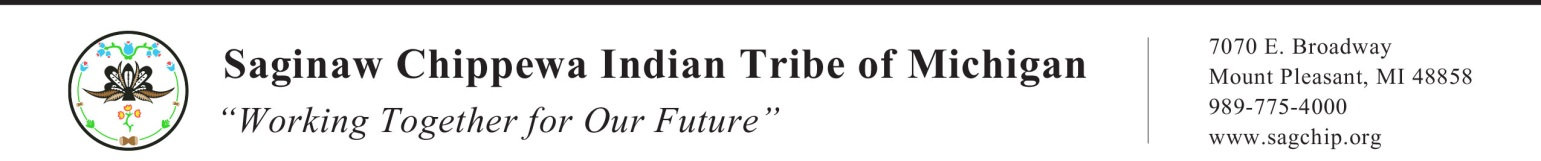 Saginaw Chippewa Indian Tribe of Michigan
“Working Together for Our Future”
7070 E. Broadway
Mount Pleasant, MI 48858
989-775-4000
www.sagchip.org